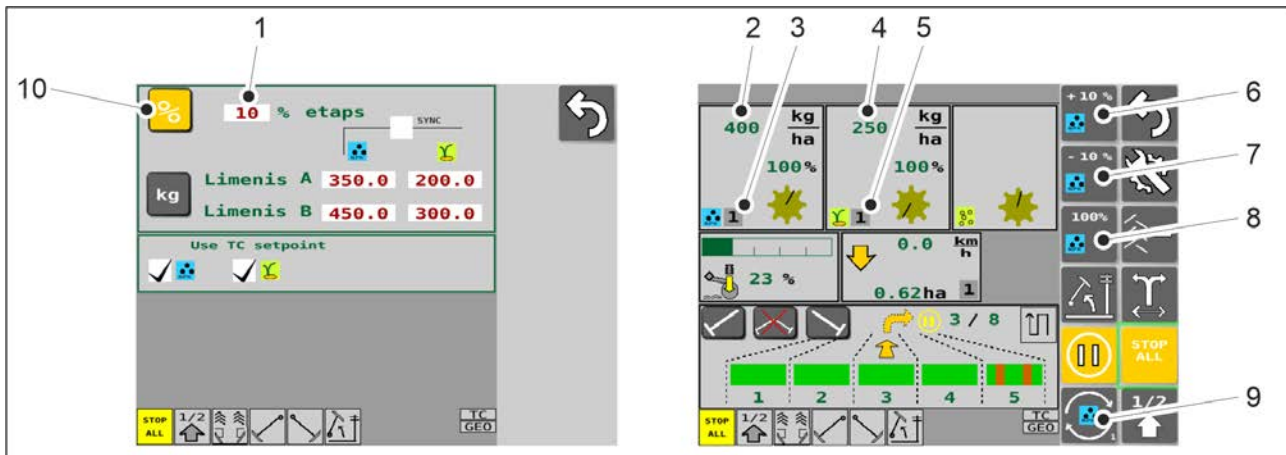 1
10
10 % etaps
%
SYNC
kg
Limenis A 350.0 200.0
Limenis B 450.0 300.0
Use TC setpoint
STOP ALL
1/2
TC
GEO
2 3 4 5
400 kg
ha
100%
1
250 kg
ha
100%
1
23 %
0.0 km
h
0.62ha 1
3 / 8
1 2 3 4 5
STOP ALL
1/2
TC
GEO
+10 %
6
- 10 %
7
100%
8
STOP
ALL
1
1/2
9